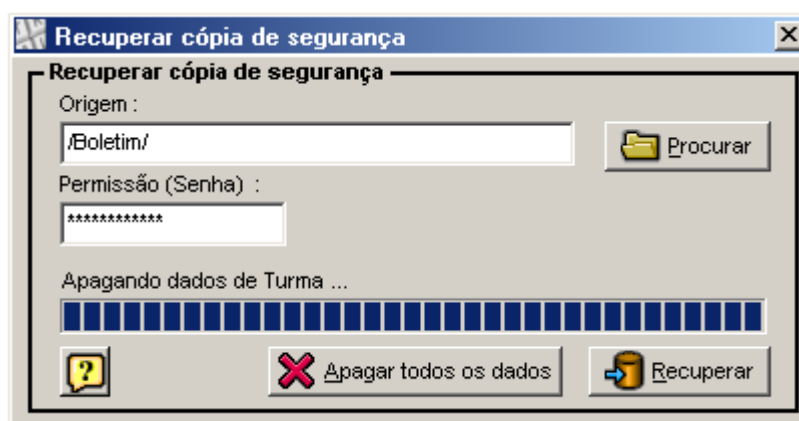 Recuperar cópia de segurança
Recuperar cópia de segurança
Origem :
/Boletim/
Procurar
Permissão (Senha) :
*************
Apagando dados de Turma ...
?
Apagar todos os dados
Recuperar